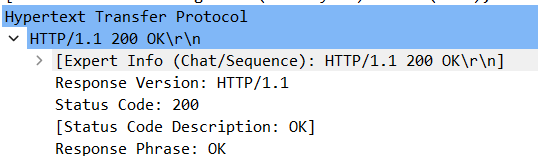 Hypertext Transfer Protocol
HTTP/1.1 200 OK\r\n
[Expert Info (Chat/Sequence): HTTP/1.1 200 OK\r\n]
Response Version: HTTP/1.1
Status Code: 200
[Status Code Description: OK]
Response Phrase: OK